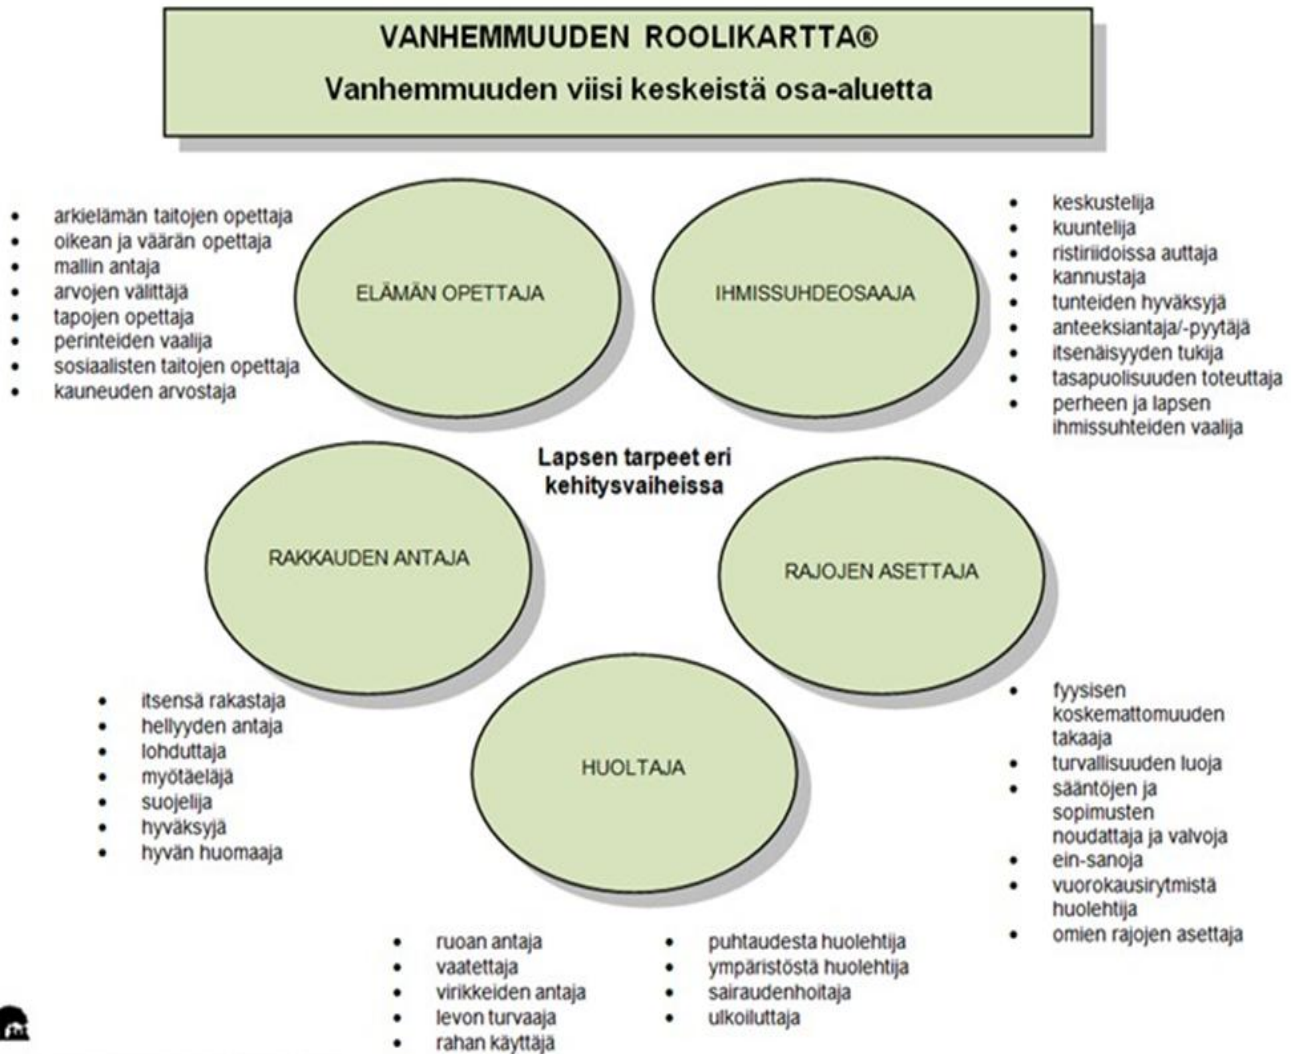 VANHEMMUUDEN ROOLIKARTTA®
Vanhemmuuden viisi keskeistä osa-aluetta
ELÄMÄN OPETTAJA
• arkielämän taitojen opettaja
• oikean ja väärän opettaja
• mallin antaja
• arvojen välittäjä
• tapojen opettaja
• perinteiden vaalija
• sosiaalisten taitojen opettaja
• kauneuden arvostaja
IHMISSUHDEOSAAJA
• keskustelija
• kuuntelija
• ristiriidoissa auttaja
• kannustaja
• tunteiden hyväksyjä
• anteeksiantaja/-pyytäjä
• itsenäisyyden tukija
• tasapuolisuuden toteuttaja
• perheen ja lapsen
ihmissuhteiden vaalija
Lapsen tarpeet eri
kehitysvaiheissa
RAKKAUDEN ANTAJA
• itsensä rakastaja
• hellyyden antaja
• lohduttaja
• myötäeläjä
• suojelija
• hyväksyjä
• hyvän huomaaja
RAJOJEN ASETTAJA
• fyysisen
koskemattomuuden
takaaja
• turvallisuuden luoja
• sääntöjen ja
sopimusten
noudattaja ja valvoja
• ein-sanoja
• vuorokausirytmistä
huolehtija
• omien rajojen asettaja
HUOLTAJA
• ruoan antaja
• vaatettaja
• virikkeiden antaja
• levon turvaaja
• rahan käyttäjä
• puhtaudesta huolehtija
• ympäristöstä huolehtija
• sairaudenhoitaja
• ulkoiluttaja